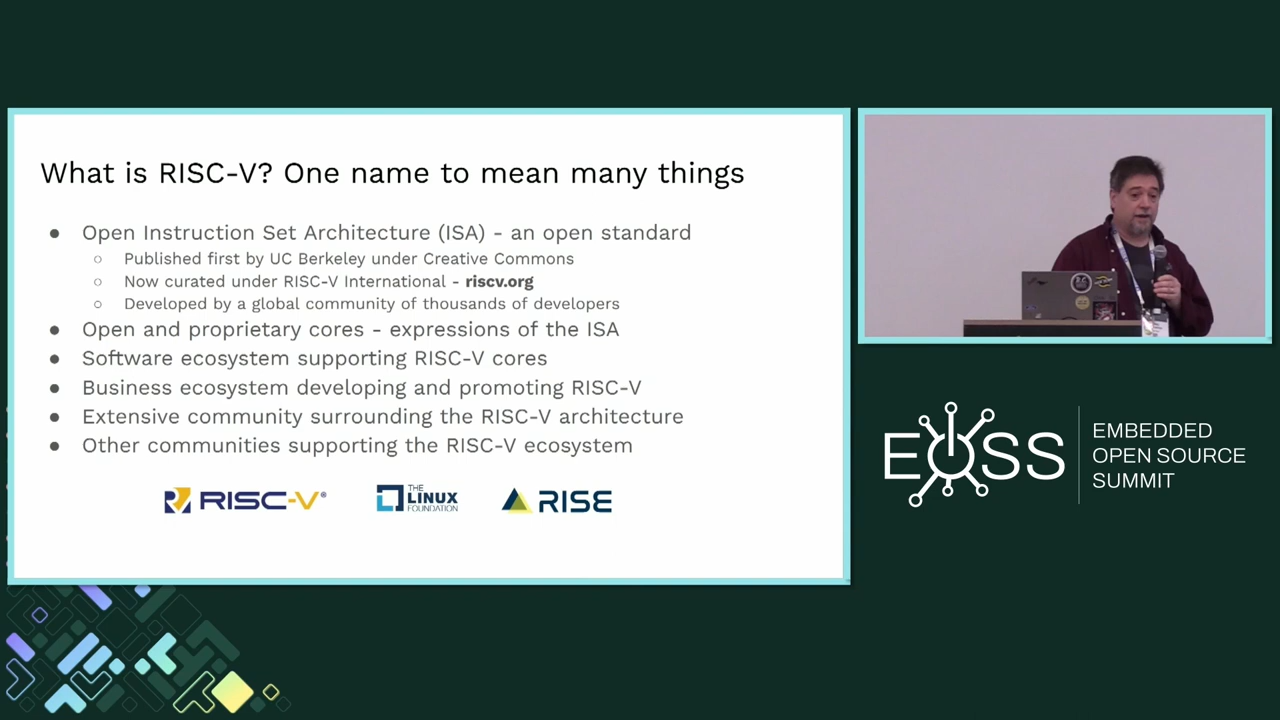 What is RISC-V? One name to mean many things
● Open Instruction Set Architecture (ISA) - an open standard
○ Published first by UC Berkeley under Creative Commons
○ Now curated under RISC-V International - riscv.org
○ Developed by a global community of thousands of developers
● Open and proprietary cores - expressions of the ISA
● Software ecosystem supporting RISC-V cores
● Business ecosystem developing and promoting RISC-V
● Extensive community surrounding the RISC-V architecture
● Other communities supporting the RISC-V ecosystem
RISC-V®
THE
LINUX
FOUNDATION
RISE
EOSS
EMBEDDED
OPEN SOURCE
SUMMIT